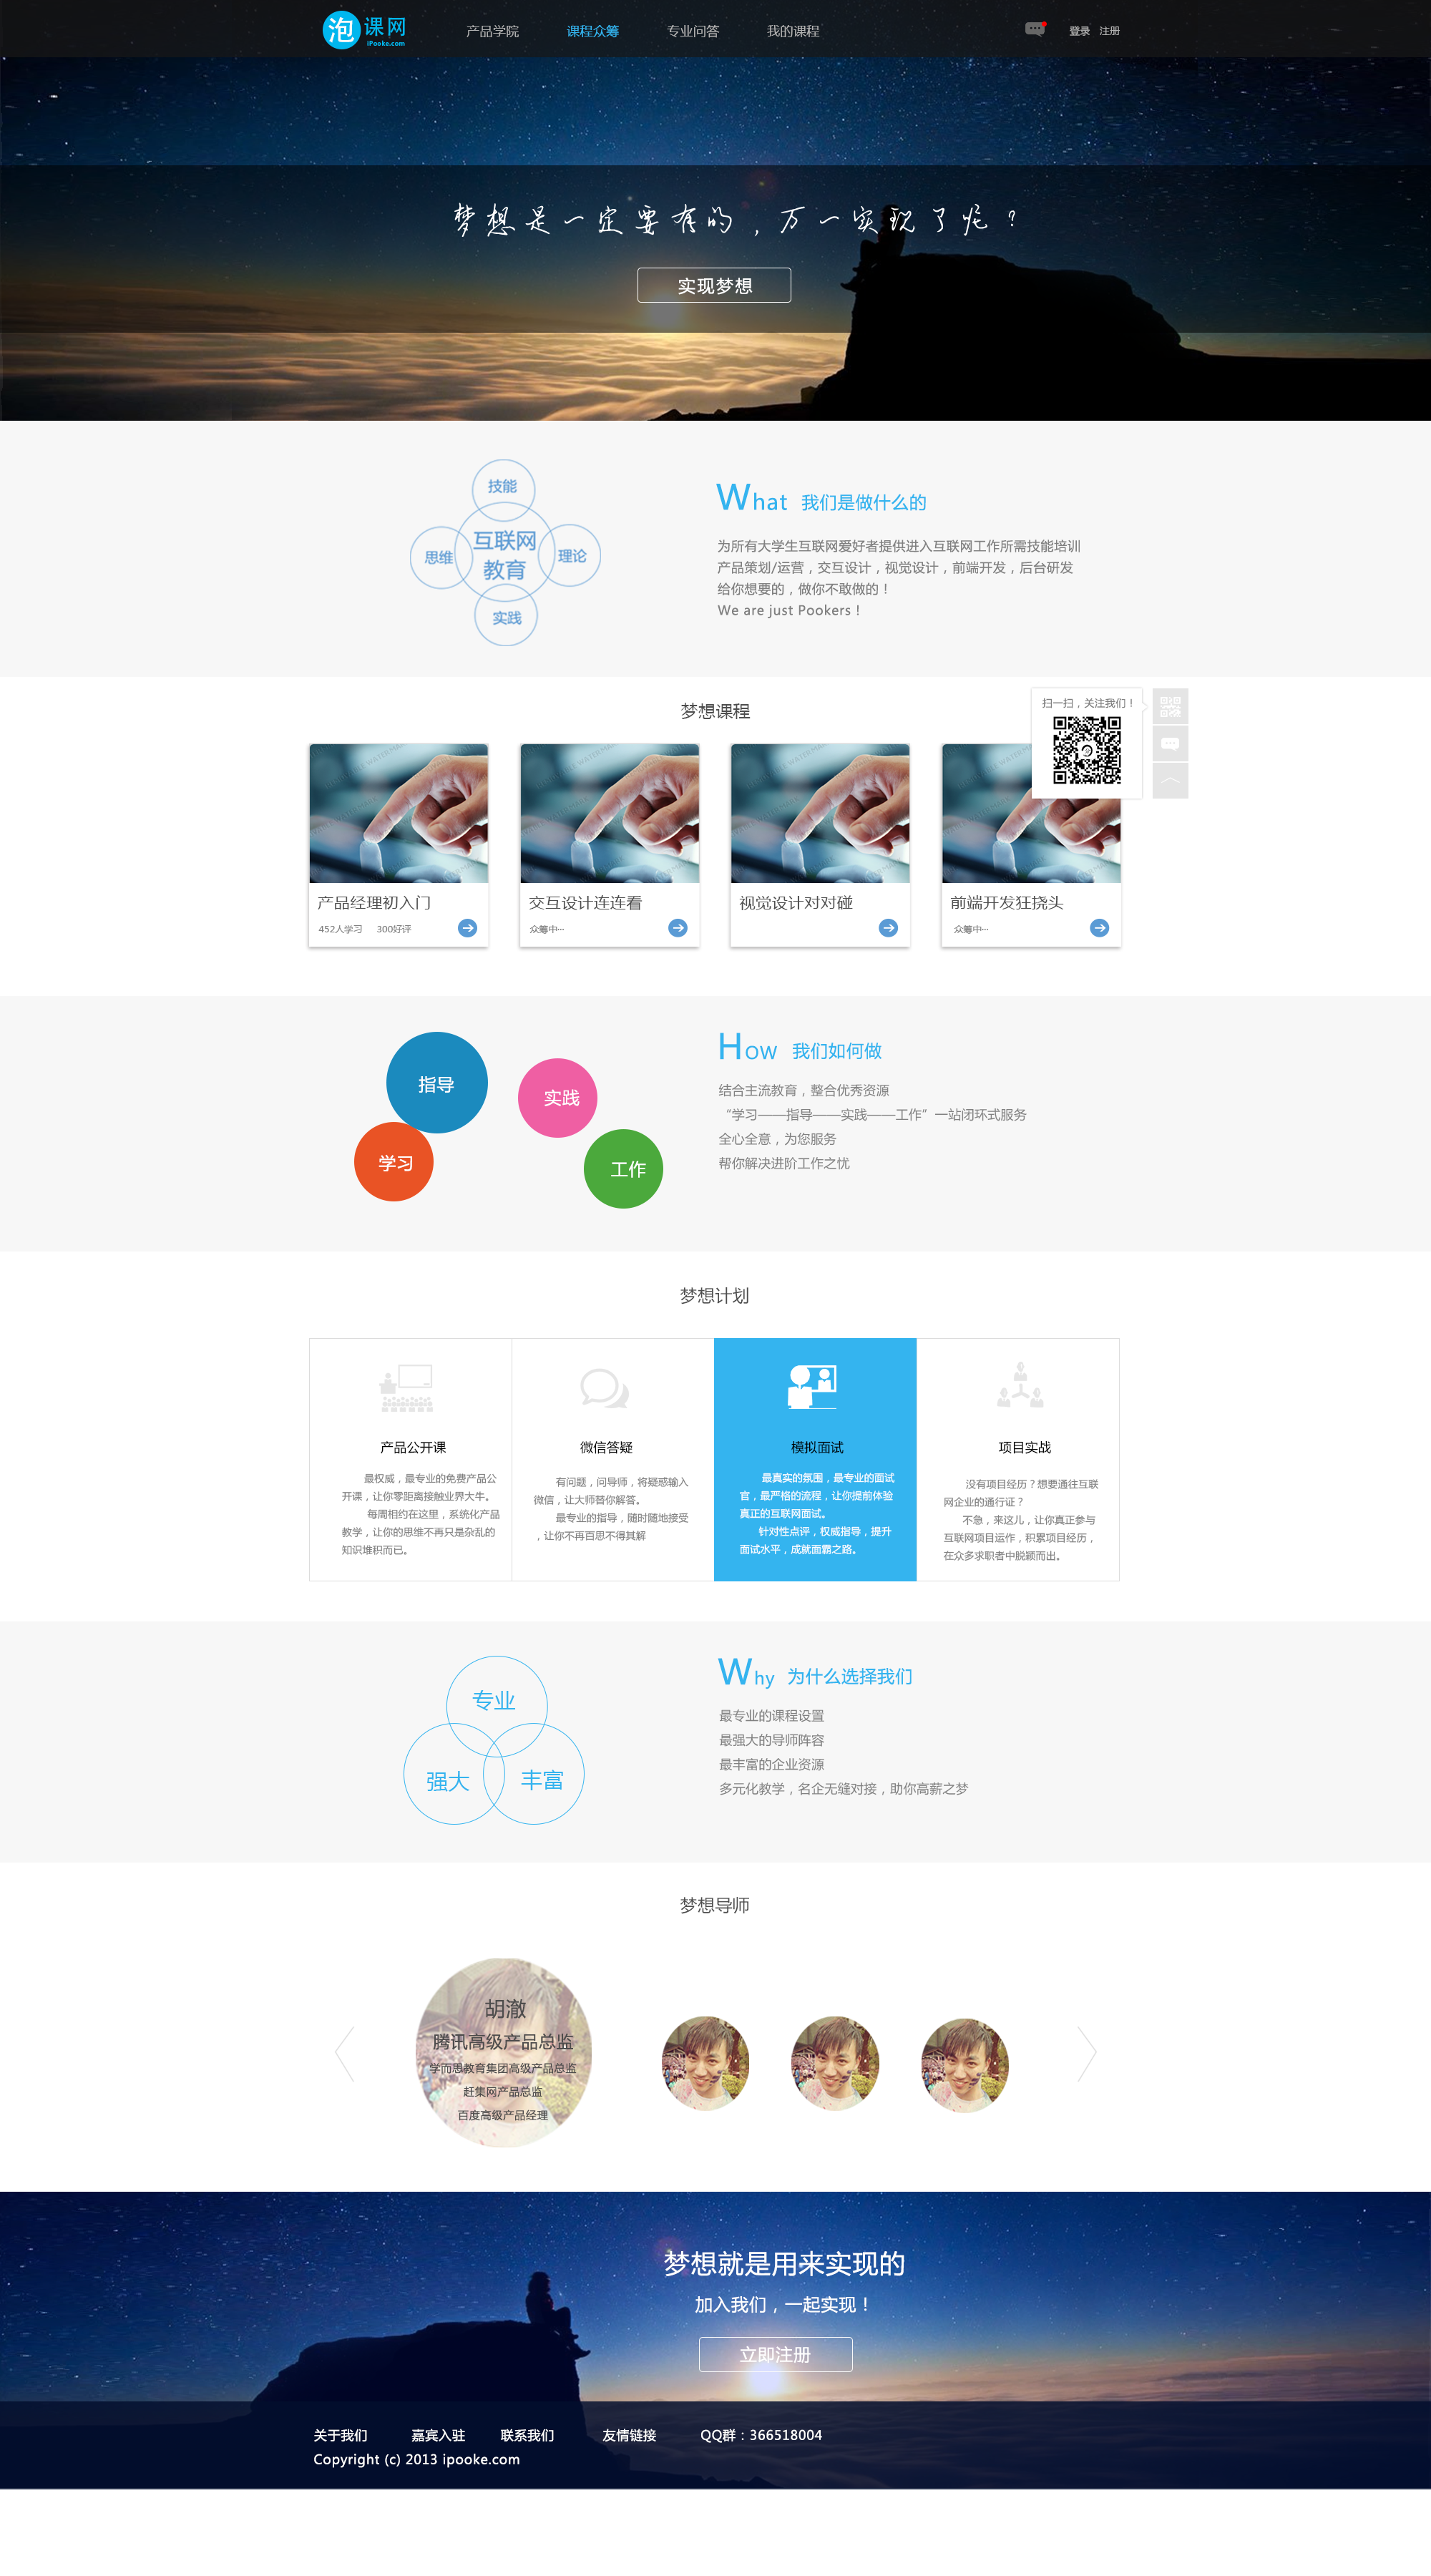 泡 课网
iPooke.com
产品学院 课程众筹 专业问答 我的课程
登录 注册
梦想是一定要有的，万一实现了呢？
实现梦想
技能
思维
互联网
教育
理论
实践
What 我们是做什么的
为所有大学生互联网爱好者提供进入互联网工作所需技能培训
产品策划/运营，交互设计，视觉设计，前端开发，后台研发
给你想要的，做你不敢做的！
We are just Pookers！
梦想课程
扫一扫，关注我们！
产品经理初入门
452人学习 300好评
交互设计连连看
众筹中...
视觉设计对对碰
前端开发狂挠头
众筹中...
指导
学习
实践
工作
How 我们如何做
结合主流教育，整合优秀资源
“学习——指导——实践——工作”一站闭环式服务
全心全意，为您服务
帮你解决进阶工作之忧
梦想计划
产品公开课
最权威，最专业的免费产品公
开课，让你零距离接触业界大牛。
每周相约在这里，系统化产品
教学，让你的思维不再只是杂乱的
知识堆积而已。
微信答疑
有问题，问导师，将疑惑输入
微信，让大师替你解答。
最专业的指导，随时随地接受
，让你不再百思不得其解
模拟面试
最真实的氛围，最专业的面试
官，最严格的流程，让你提前体验
真正的互联网面试。
针对性点评，权威指导，提升
面试水平，成就面霸之路。
项目实战
没有项目经历？想要通往互联
网企业的通行证？
不急，来这儿，让你真正参与
互联网项目运作，积累项目经历，
在众多求职者中脱颖而出。
专业
强大
丰富
Why 为什么选择我们
最专业的课程设置
最强大的导师阵容
最丰富的企业资源
多元化教学，名企无缝对接，助你高薪之梦
梦想导师
胡澈
腾讯高级产品总监
学而思教育集团高级产品总监
赶集网产品总监
百度高级产品经理
梦想就是用来实现的
加入我们，一起实现！
立即注册
关于我们 嘉宾入驻 联系我们 友情链接 QQ群：366518004
Copyright (c) 2013 ipooke.com